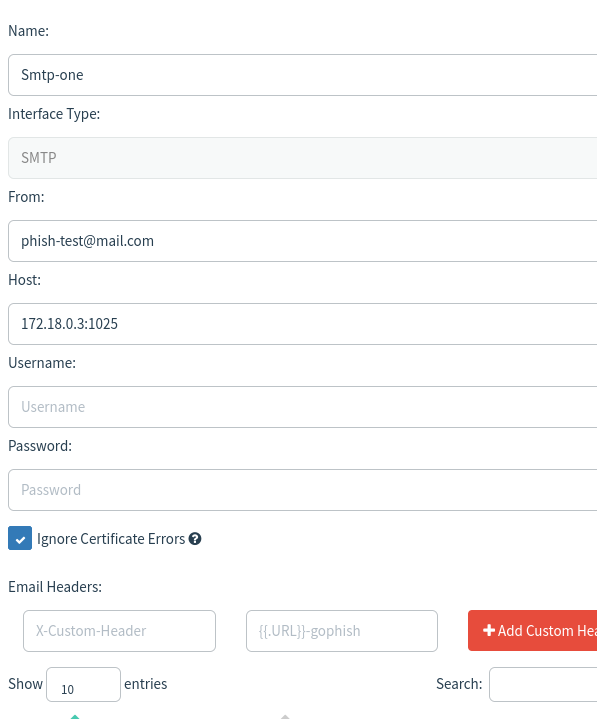 Name:
Smtp-one
Interface Type:
SMTP
From:
phish-test@mail.com
Host:
172.18.0.3:1025
Username:
Username
Password:
Password
Ignore Certificate Errors ?
Email Headers:
X-Custom-Header {{.URL}}-gophish + Add Custom Hea
Show 10 entries Search: